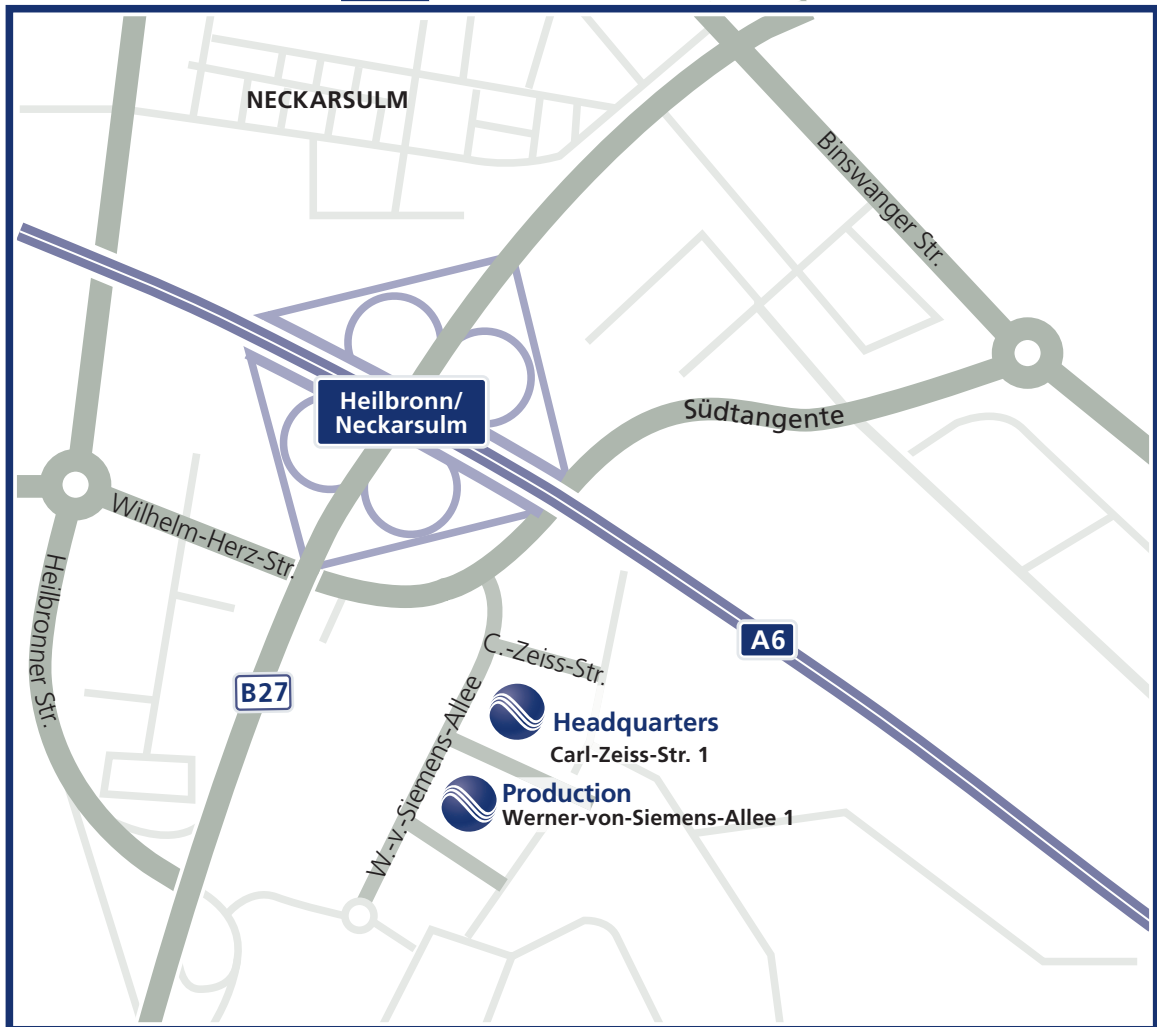 NECKARSULM
Binswanger Str.
Heilbronn/
Neckarsulm
Südtangente
Wilhelm-Herz-Str.
Heilbronner Str.
C.-Zeiss-Str.
A6
B27
W.-v.-Siemens-Allee
Headquarters
Carl-Zeiss-Str. 1
Production
Werner-von-Siemens-Allee 1